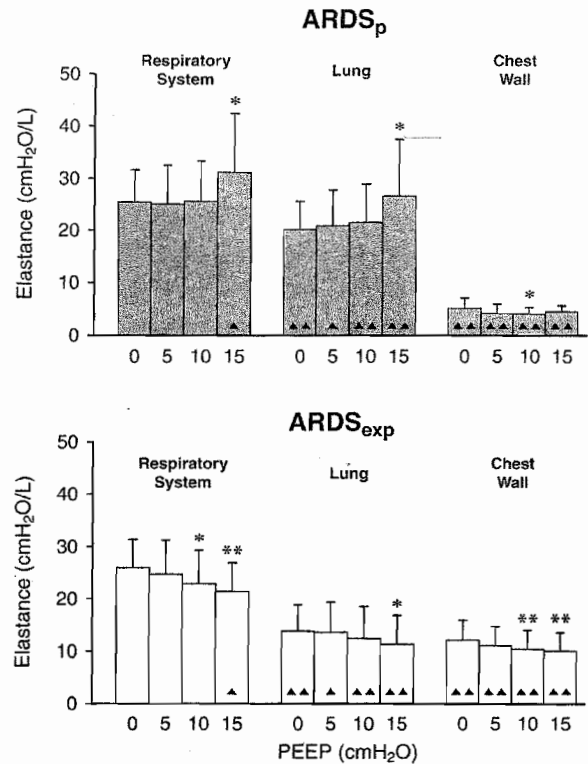 ARDSp
Respiratory System
Lung
Chest Wall
Elastance (cmH2O/L)
50
40
30
20
10
0
* * *
▲ ▲▲ ▲ ▲▲ ▲▲ ▲▲ ▲▲ ▲▲ ▲▲
0 5 10 15 0 5 10 15 0 5 10 15
ARDSexp
Respiratory System
Lung
Chest Wall
Elastance (cmH2O/L)
50
40
30
20
10
0
* ** * ** **
▲ ▲▲ ▲ ▲▲ ▲▲ ▲▲ ▲▲ ▲▲ ▲▲
0 5 10 15 0 5 10 15 0 5 10 15
PEEP (cmH2O)